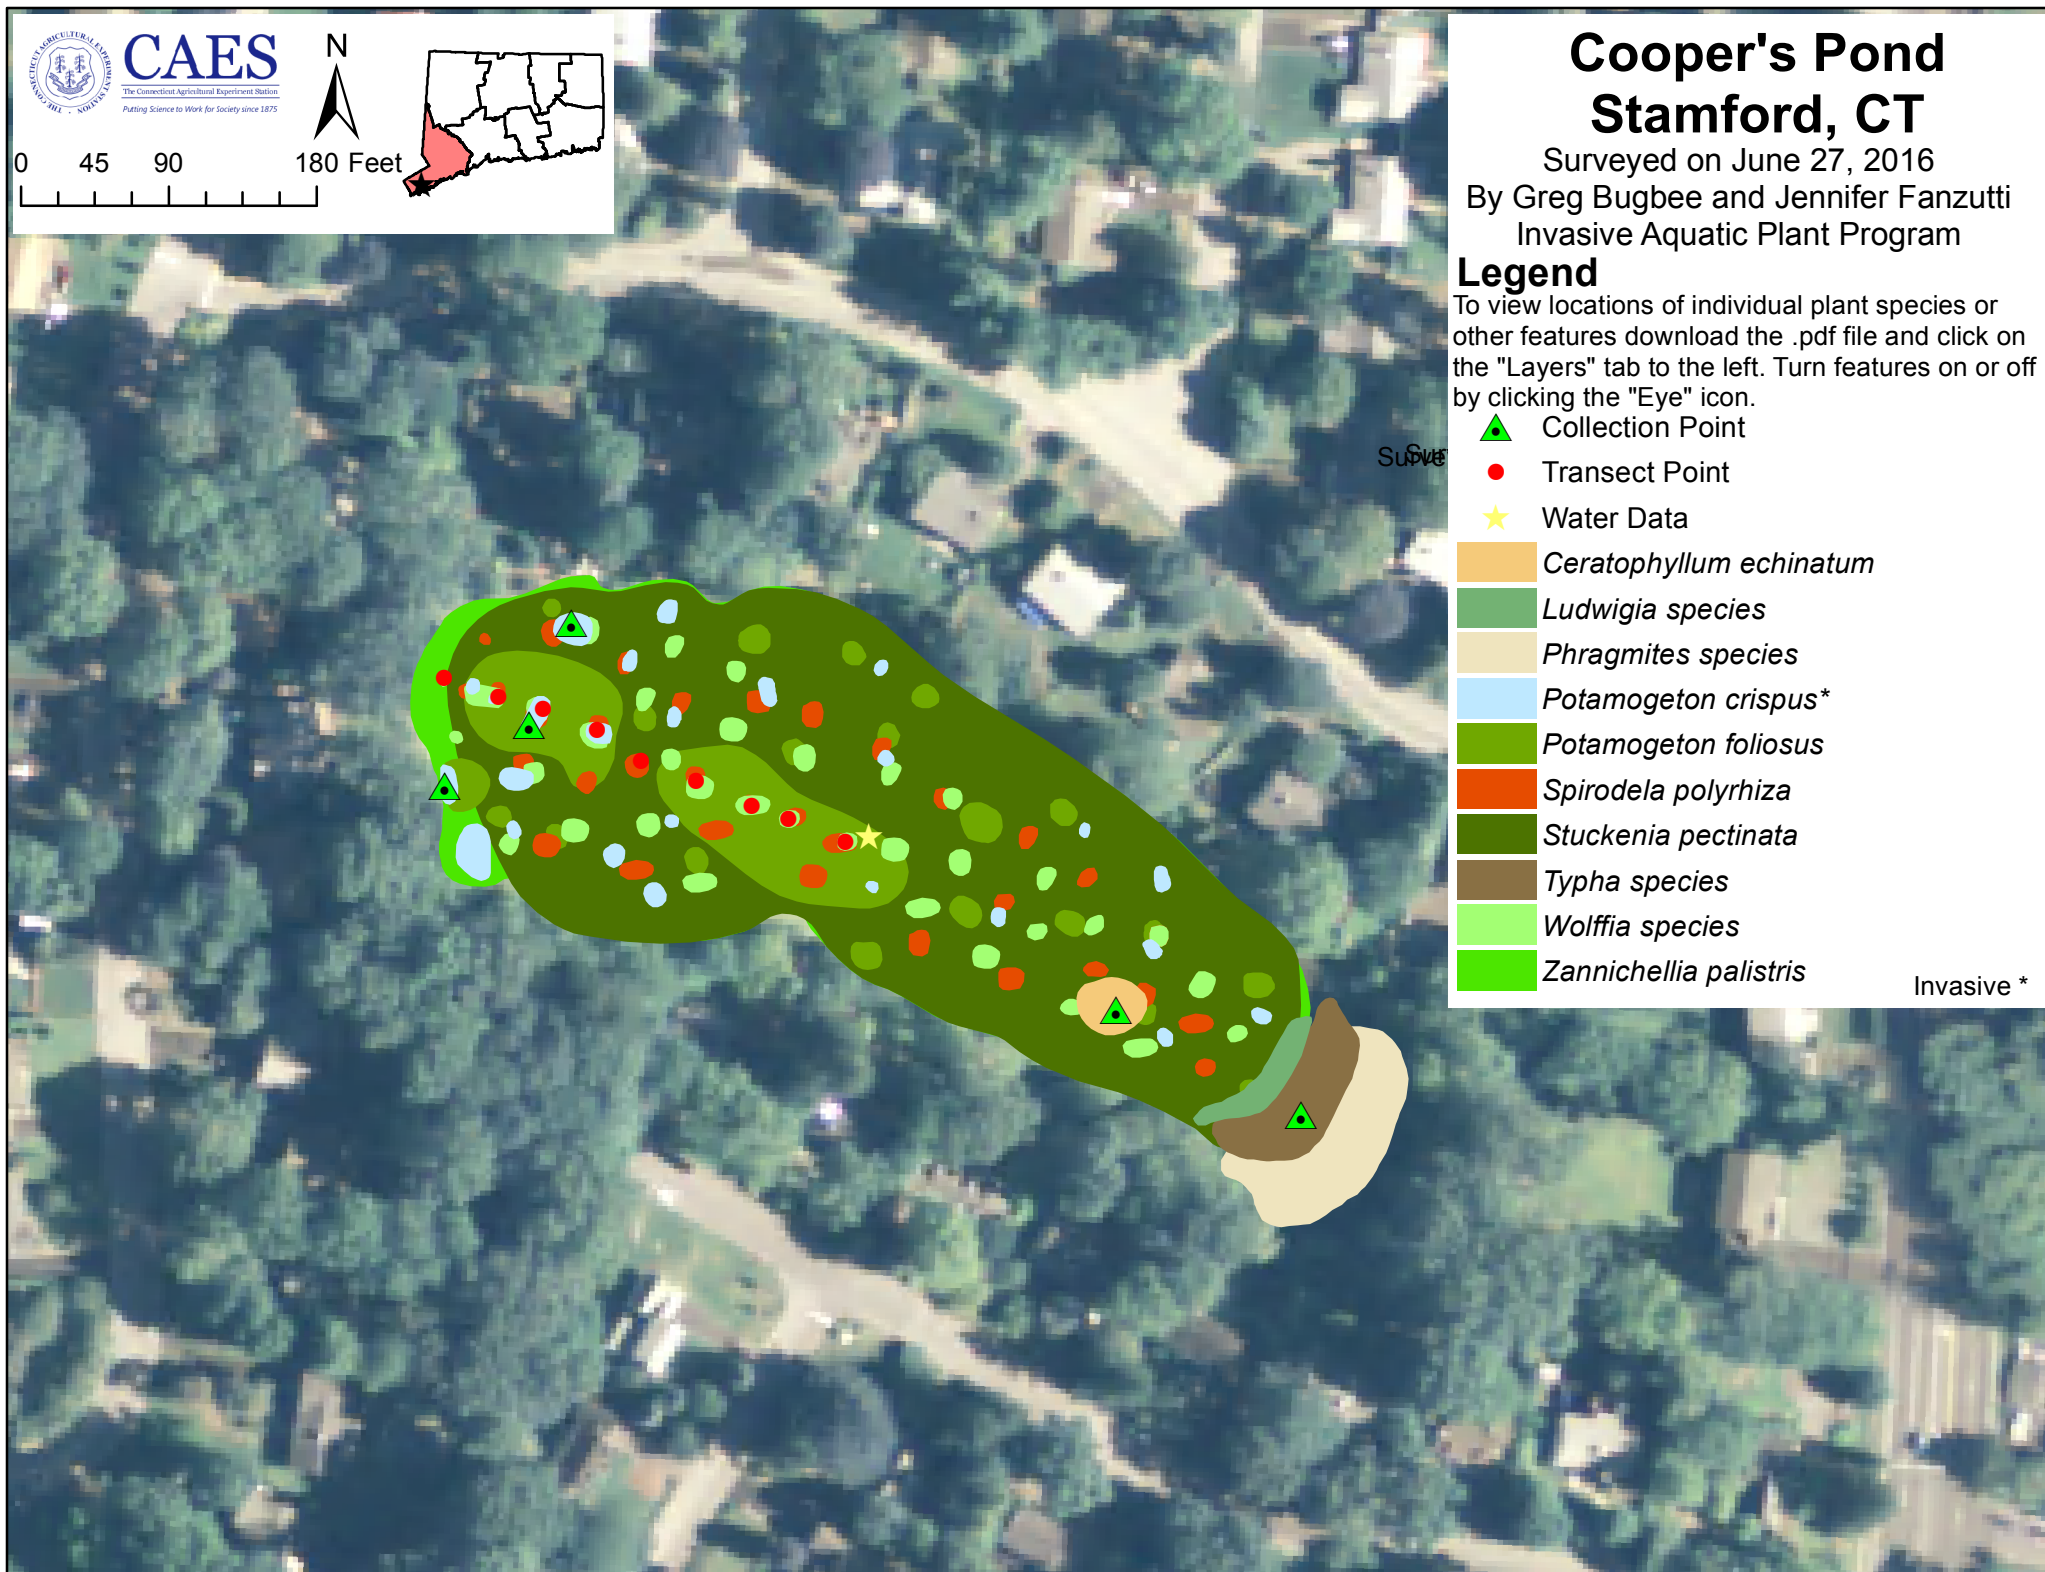 THE CONNECTICUT AGRICULTURAL EXPERIMENT STATION
CAES
The Connecticut Agricultural Experiment Station
Putting Science to Work for Society since 1875
N
0 45 90 180 Feet
Cooper's Pond
Stamford, CT
Surveyed on June 27, 2016
By Greg Bugbee and Jennifer Fanzutti
Invasive Aquatic Plant Program
Legend
To view locations of individual plant species or
other features download the .pdf file and click on
the "Layers" tab to the left. Turn features on or off
by clicking the "Eye" icon.
Collection Point
Transect Point
Water Data
Ceratophyllum echinatum
Ludwigia species
Phragmites species
Potamogeton crispus*
Potamogeton foliosus
Spirodela polyrhiza
Stuckenia pectinata
Typha species
Wolffia species
Zannichellia palistris
Invasive *